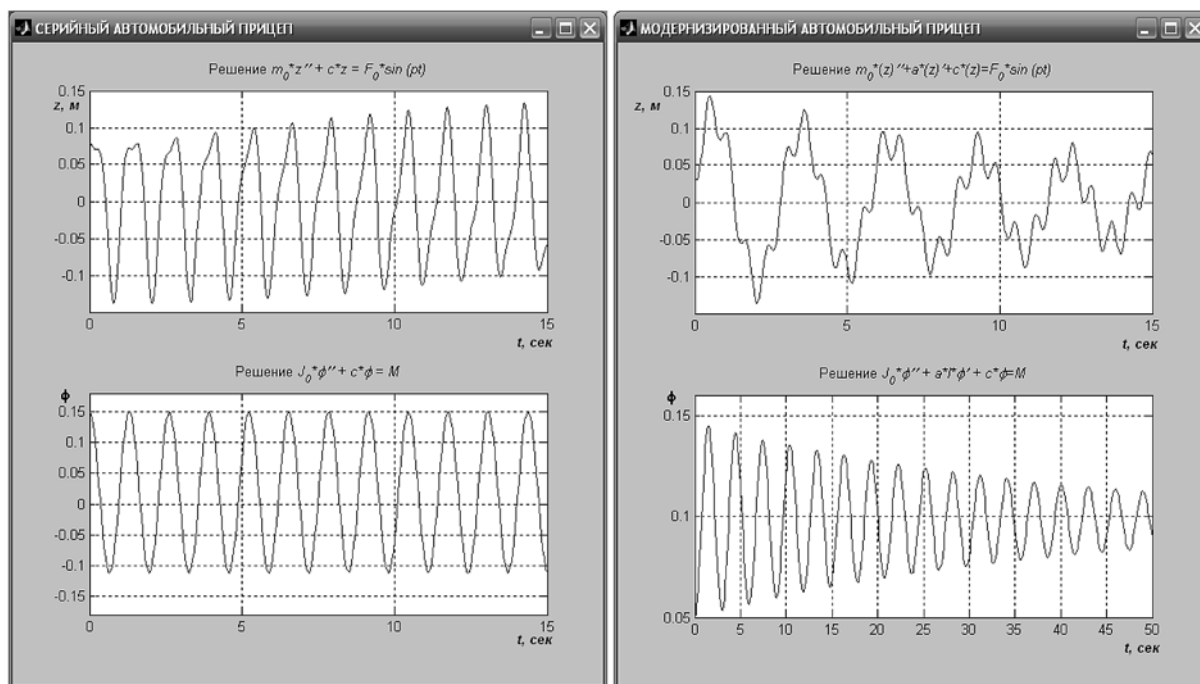 СЕРИЙНЫЙ АВТОМОБИЛЬНЫЙ ПРИЦЕП
Решение m₀*z′′ + c*z = F₀*sin (pt)
z, м
0.15
0.1
0.05
0
-0.05
-0.1
0 5 10 15
t, сек
Решение J₀*ϕ′′ + c*ϕ = M
ϕ
0.15
0.1
0.05
0
-0.05
-0.1
-0.15
0 5 10 15
t, сек
МОДЕРНИЗИРОВАННЫЙ АВТОМОБИЛЬНЫЙ ПРИЦЕП
Решение m₀*(z)′′+a*(z)′+c*(z)=F₀*sin (pt)
z, м
0.15
0.1
0.05
0
-0.05
-0.1
0 5 10 15
t, сек
Решение J₀*ϕ′′ + a*l*ϕ′ + c*ϕ=M
ϕ
0.15
0.1
0.05
0 5 10 15 20 25 30 35 40 45 50
t, сек